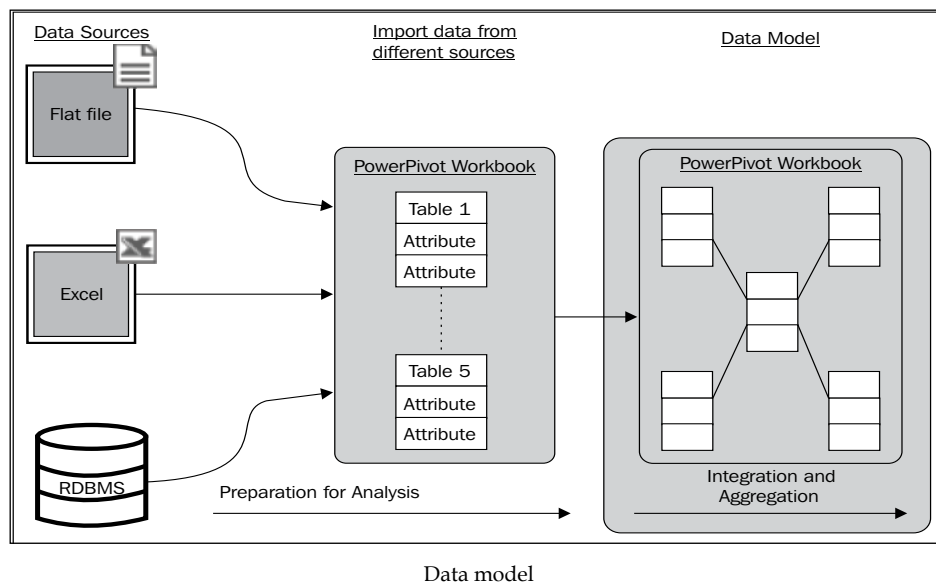 Data Sources
Import data from
different sources
Data Model
Flat file
Excel
RDBMS
PowerPivot Workbook
Table 1
Attribute
Attribute
Table 5
Attribute
Attribute
Preparation for Analysis
PowerPivot Workbook
Integration and
Aggregation
Data model